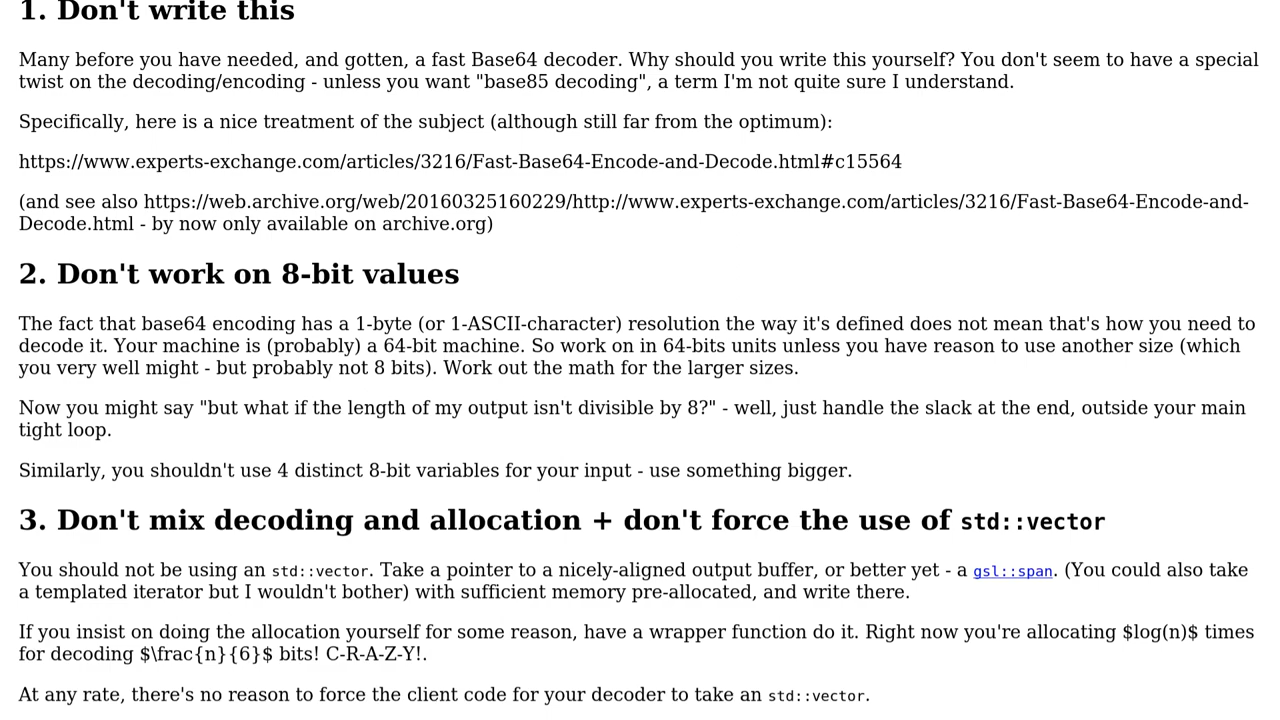 1. Don't write this
Many before you have needed, and gotten, a fast Base64 decoder. Why should you write this yourself? You don't seem to have a special
twist on the decoding/encoding - unless you want "base85 decoding", a term I'm not quite sure I understand.
Specifically, here is a nice treatment of the subject (although still far from the optimum):
https://www.experts-exchange.com/articles/3216/Fast-Base64-Encode-and-Decode.html#c15564
(and see also https://web.archive.org/web/20160325160229/http://www.experts-exchange.com/articles/3216/Fast-Base64-Encode-and-
Decode.html - by now only available on archive.org)
2. Don't work on 8-bit values
The fact that base64 encoding has a 1-byte (or 1-ASCII-character) resolution the way it's defined does not mean that's how you need to
decode it. Your machine is (probably) a 64-bit machine. So work on in 64-bits units unless you have reason to use another size (which
you very well might - but probably not 8 bits). Work out the math for the larger sizes.
Now you might say "but what if the length of my output isn't divisible by 8?" - well, just handle the slack at the end, outside your main
tight loop.
Similarly, you shouldn't use 4 distinct 8-bit variables for your input - use something bigger.
3. Don't mix decoding and allocation + don't force the use of std::vector
You should not be using an std::vector. Take a pointer to a nicely-aligned output buffer, or better yet - a gsl::span. (You could also take
a templated iterator but I wouldn't bother) with sufficient memory pre-allocated, and write there.
If you insist on doing the allocation yourself for some reason, have a wrapper function do it. Right now you're allocating $log(n)$ times
for decoding $\frac{n}{6}$ bits! C-R-A-Z-Y!.
At any rate, there's no reason to force the client code for your decoder to take an std::vector.